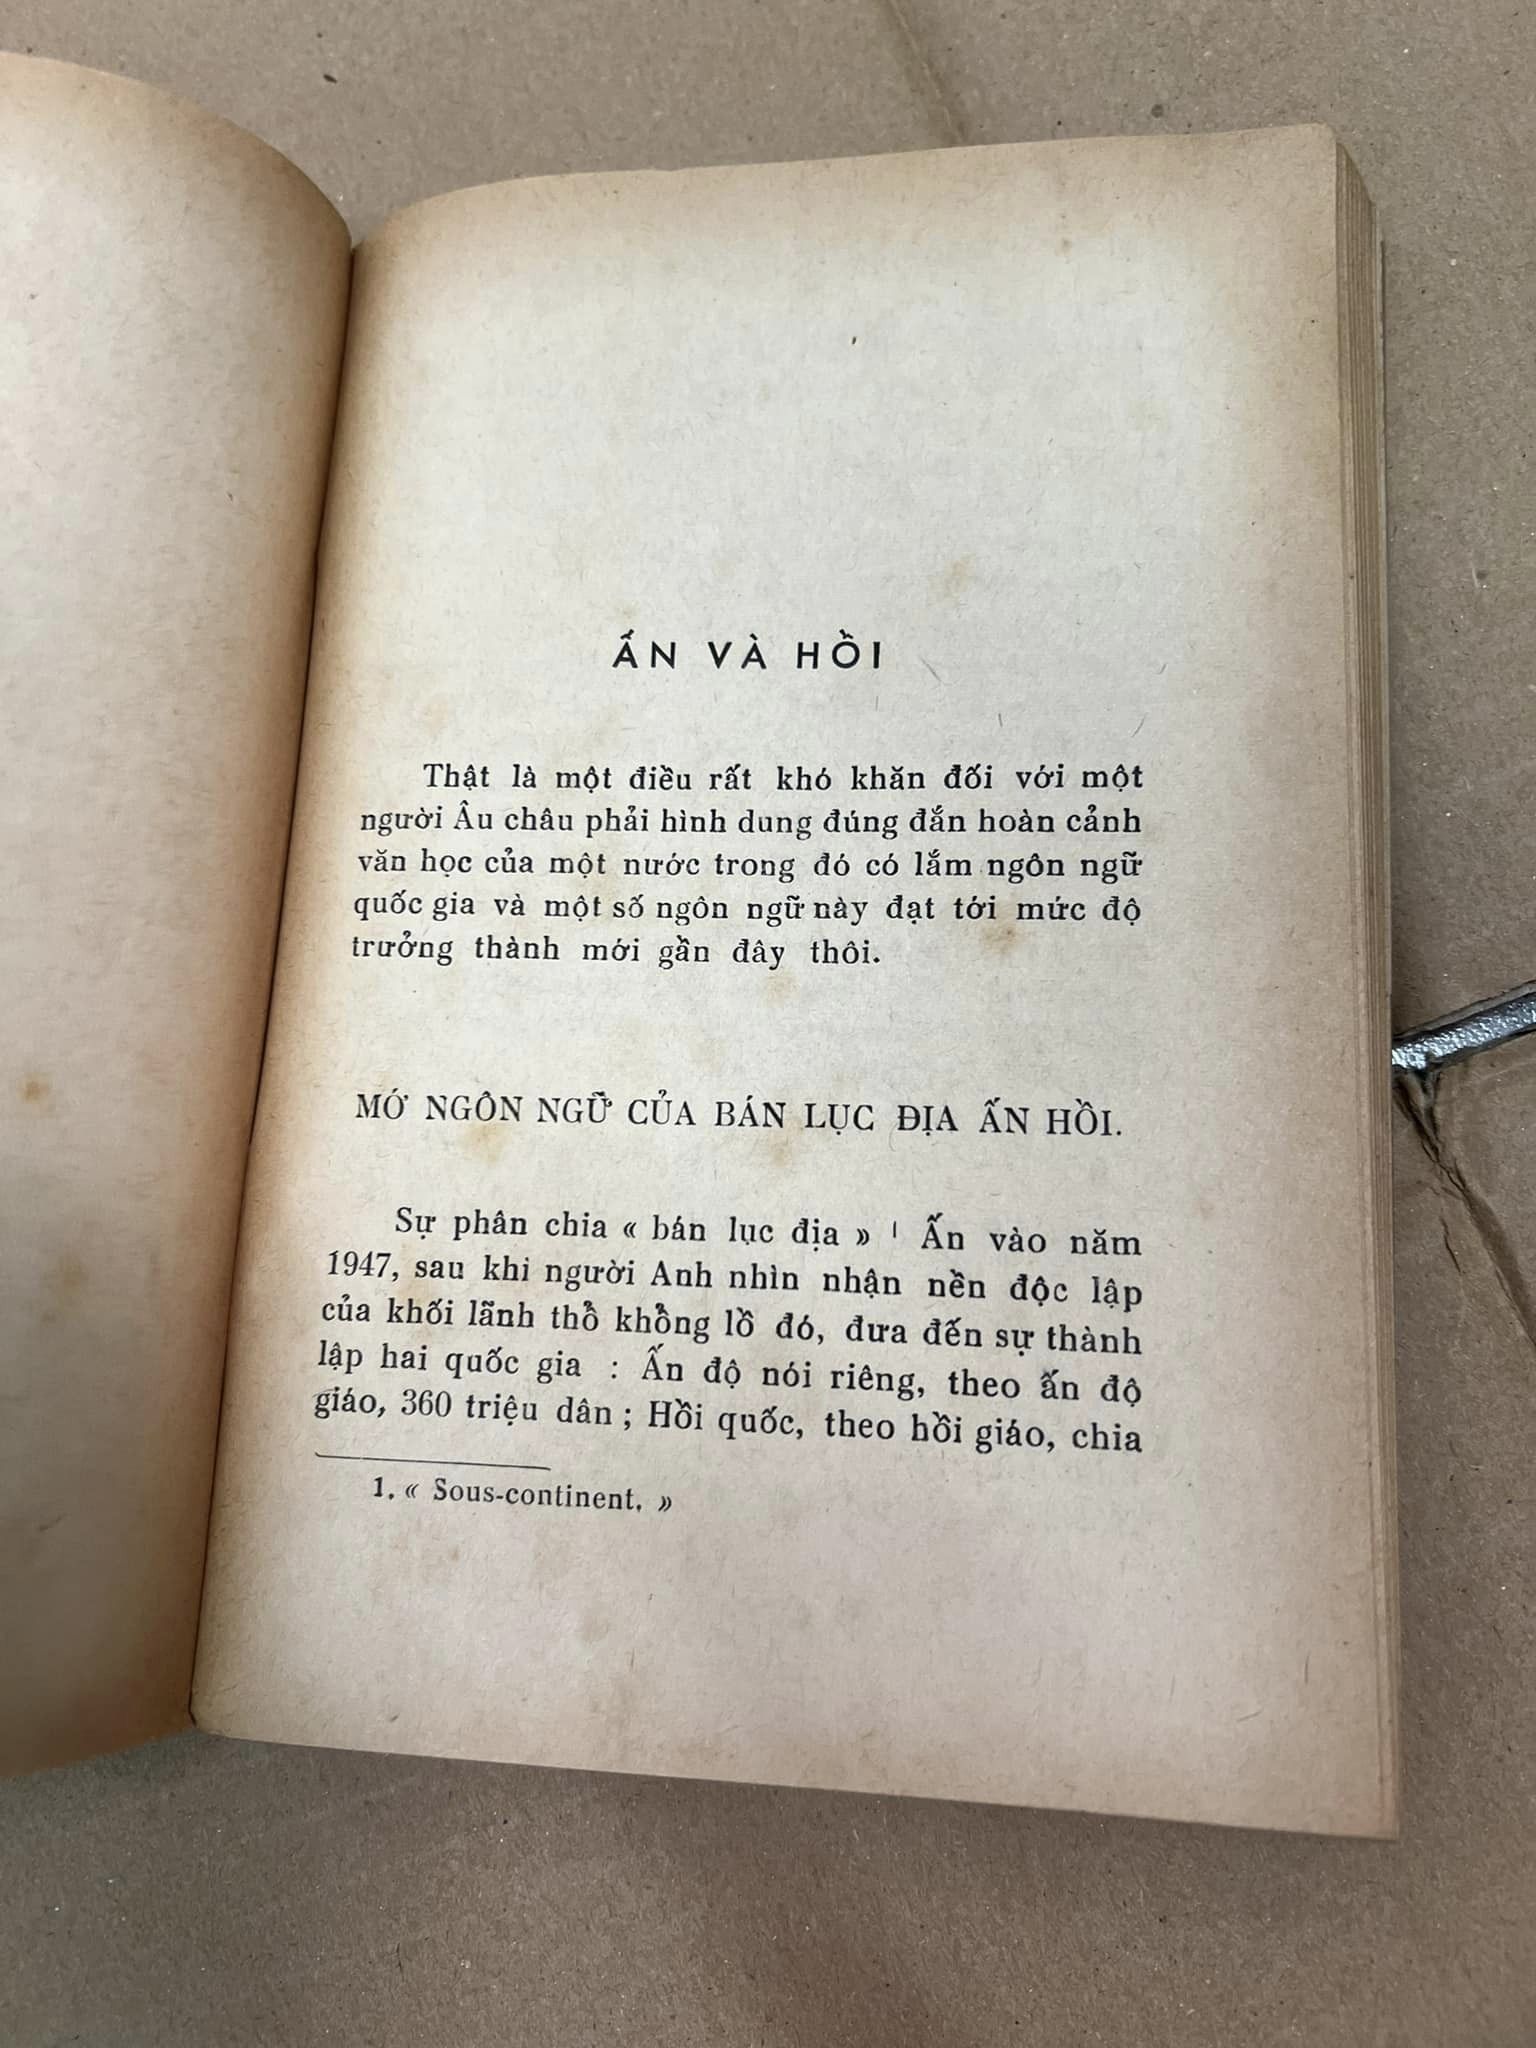 ẤN VÀ HỒI
Thật là một điều rất khó khăn đối với một
người Âu châu phải hình dung đúng đắn hoàn cảnh
văn học của một nước trong đó có lắm ngôn ngữ
quốc gia và một số ngôn ngữ này đạt tới mức độ
trưởng thành mới gần đây thôi.
MỚ NGÔN NGỮ CỦA BÁN LỤC ĐỊA ẤN HỒI.
Sự phân chia « bán lục địa » ¹ Ấn vào năm
1947, sau khi người Anh nhìn nhận nền độc lập
của khối lãnh thổ khổng lồ đó, đưa đến sự thành
lập hai quốc gia : Ấn độ nói riêng, theo ấn độ
giáo, 360 triệu dân ; Hồi quốc, theo hồi giáo, chia
1. « Sous-continent. »